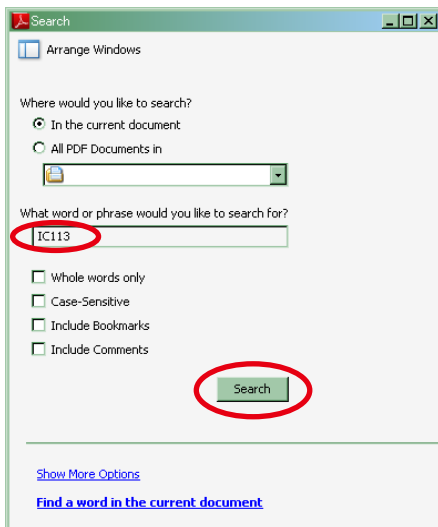 Search
Arrange Windows
Where would you like to search?
In the current document
All PDF Documents in
What word or phrase would you like to search for?
IC113
Whole words only
Case-Sensitive
Include Bookmarks
Include Comments
Search
Show More Options
Find a word in the current document